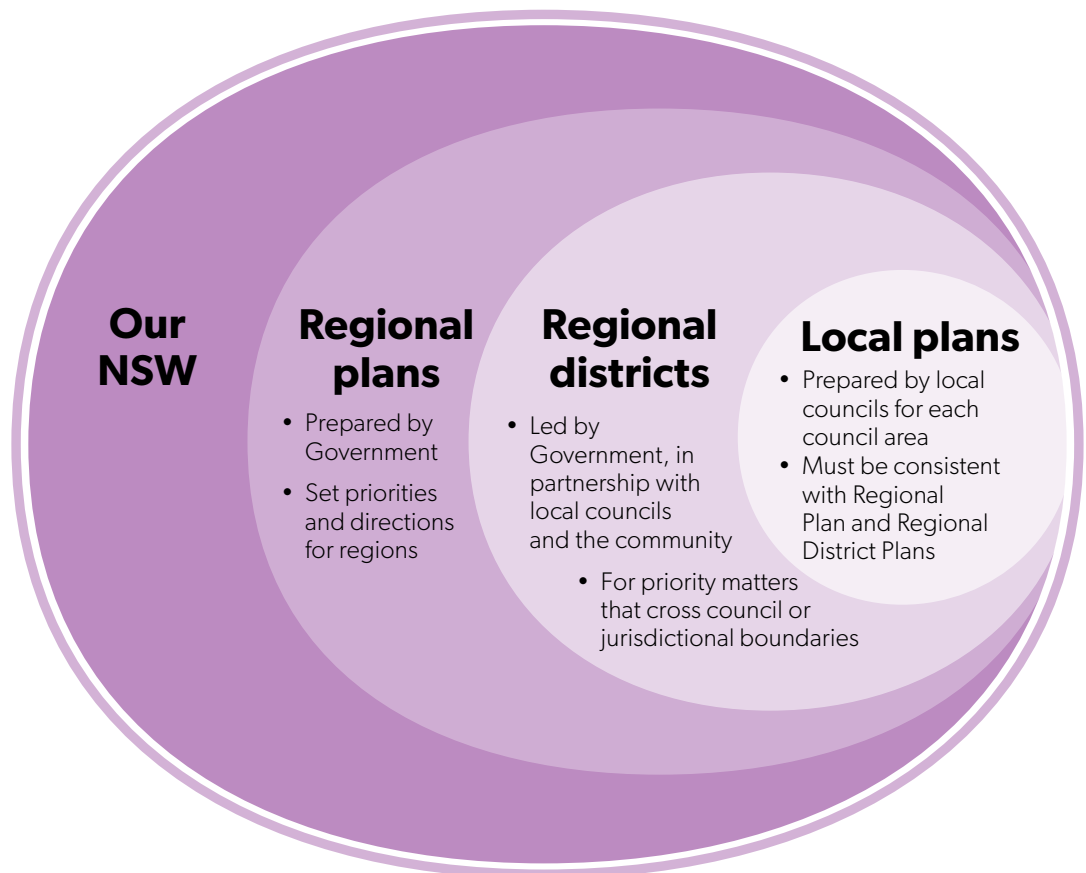 Our
NSW
Regional
plans
• Prepared by
Government
• Set priorities
and directions
for regions
Regional
districts
• Led by
Government, in
partnership with
local councils
and the community
• For priority matters
that cross council or
jurisdictional boundaries
Local plans
• Prepared by local
councils for each
council area
• Must be consistent
with Regional
Plan and Regional
District Plans